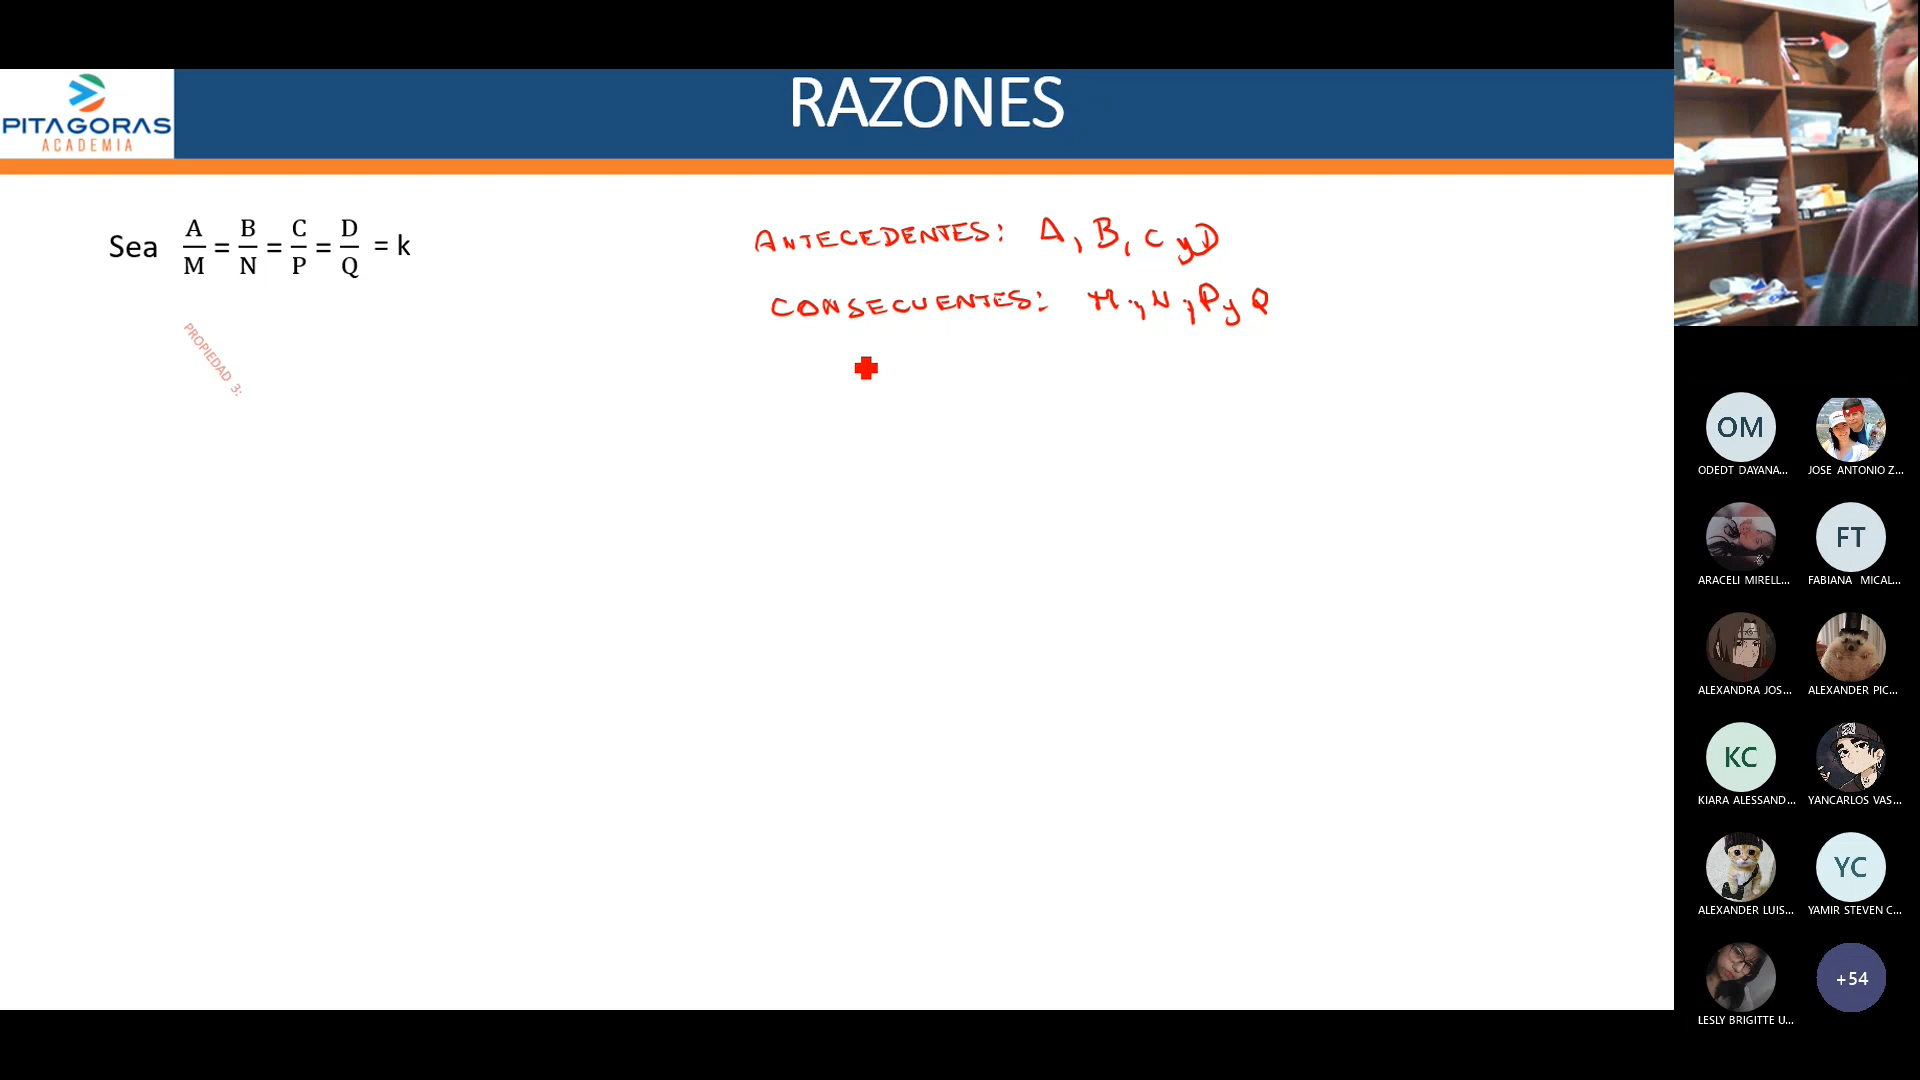 PITAGORAS
ACADEMIA
RAZONES
Sea A/M = B/N = C/P = D/Q = k
ANTECEDENTES: A, B, C y D
CONSECUENTES: M, N, P y Q
PROPIEDAD 3:
OM
ODEDT DAYANA...
JOSE ANTONIO Z...
ARACELI MIRELL...
FT
FABIANA MICAL...
ALEXANDRA JOS...
ALEXANDER PIC...
KC
KIARA ALESSAND...
YANCARLOS VAS...
ALEXANDER LUIS...
YC
YAMIR STEVEN C...
LESLY BRIGITTE U...
+54